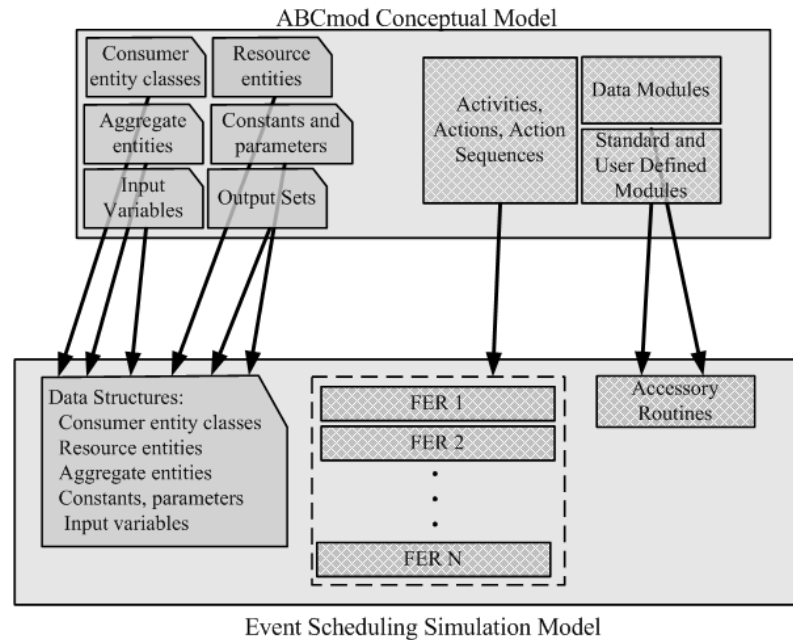 ABCmod Conceptual Model
Consumer
entity classes
Resource
entities
Aggregate
entities
Constants and
parameters
Input
Variables
Output Sets
Activities,
Actions, Action
Sequences
Data Modules
Standard and
User Defined
Modules
Data Structures:
Consumer entity classes
Resource entities
Aggregate entities
Constants, parameters
Input variables
FER 1
FER 2
FER N
Accessory
Routines
Event Scheduling Simulation Model